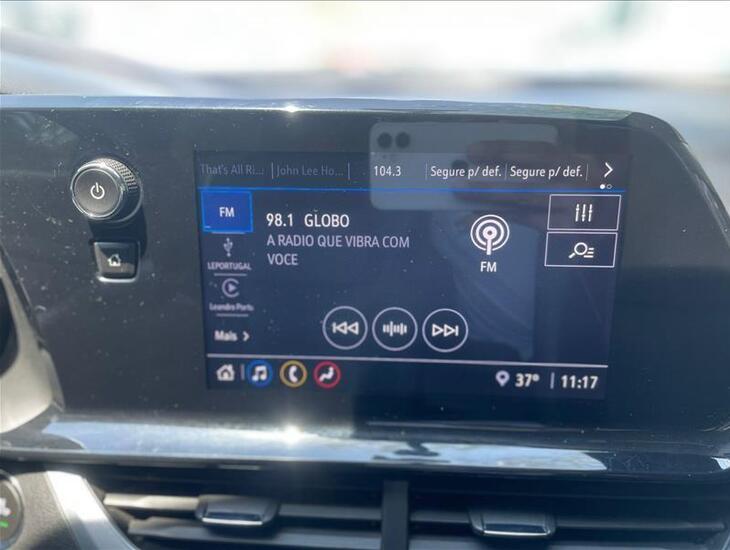 That's All Ri... John Lee Ho... 104.3 Segure p/ def. Segure p/ def.
FM
98.1 GLOBO
A RADIO QUE VIBRA COM
VOCE
FM
LEPORTUGAL
Leandro Porto
Mais
37° 11:17